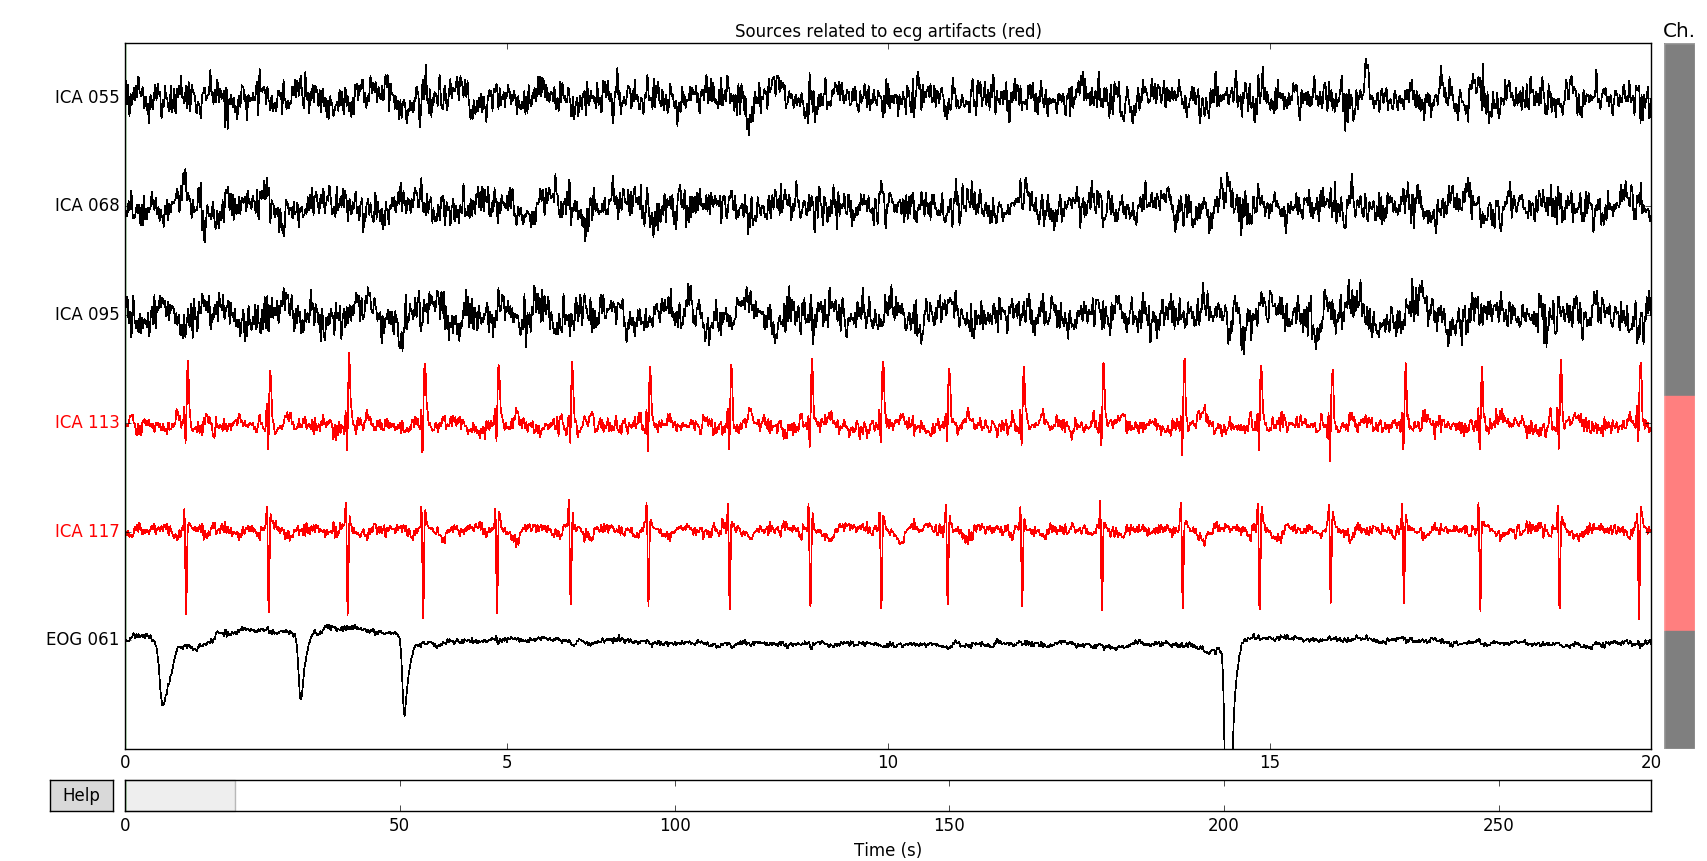 Sources related to ecg artifacts (red)
Ch.
ICA 055
ICA 068
ICA 095
ICA 113
ICA 117
EOG 061
0 5 10 15 20
Help
0 50 100 150 200 250
Time (s)